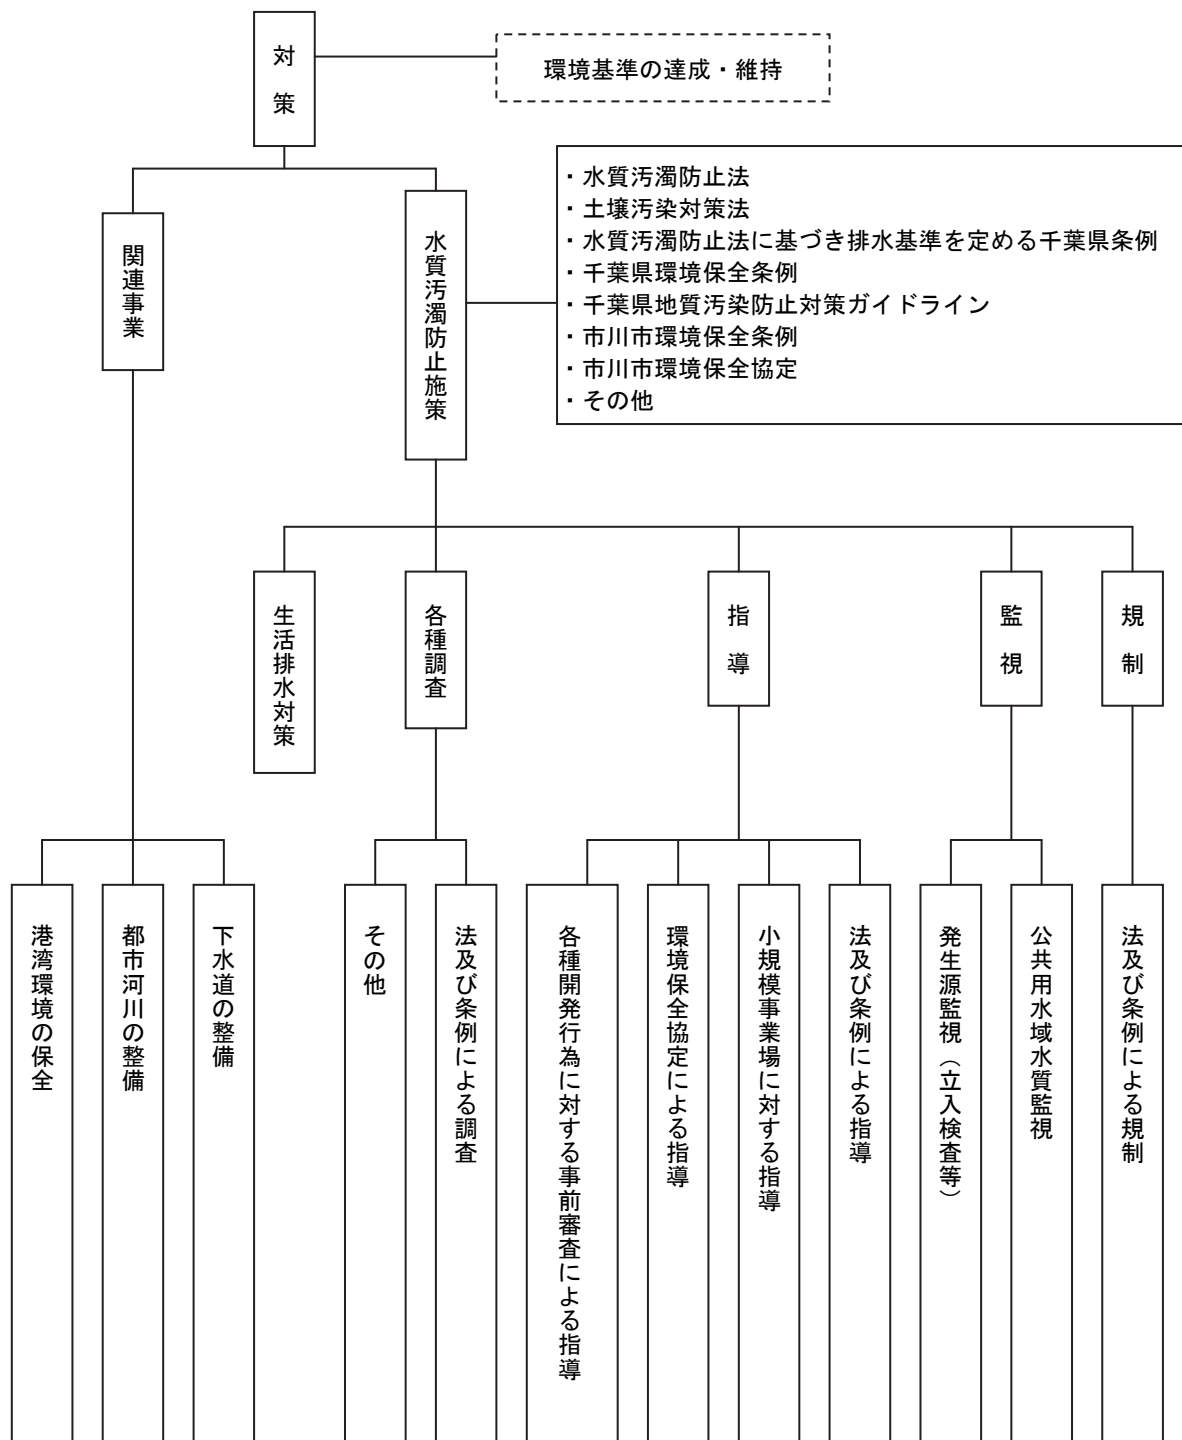 対策
環境基準の達成・維持
・水質汚濁防止法
・土壌汚染対策法
・水質汚濁防止法に基づき排水基準を定める千葉県条例
・千葉県環境保全条例
・千葉県地質汚染防止対策ガイドライン
・市川市環境保全条例
・市川市環境保全協定
・その他
水質汚濁防止施策
関連事業
規制
監視
指導
各種調査
生活排水対策
法及び条例による規制
公共用水域水質監視
発生源監視（立入検査等）
法及び条例による指導
小規模事業場に対する指導
環境保全協定による指導
各種開発行為に対する事前審査による指導
法及び条例による調査
その他
下水道の整備
都市河川の整備
港湾環境の保全